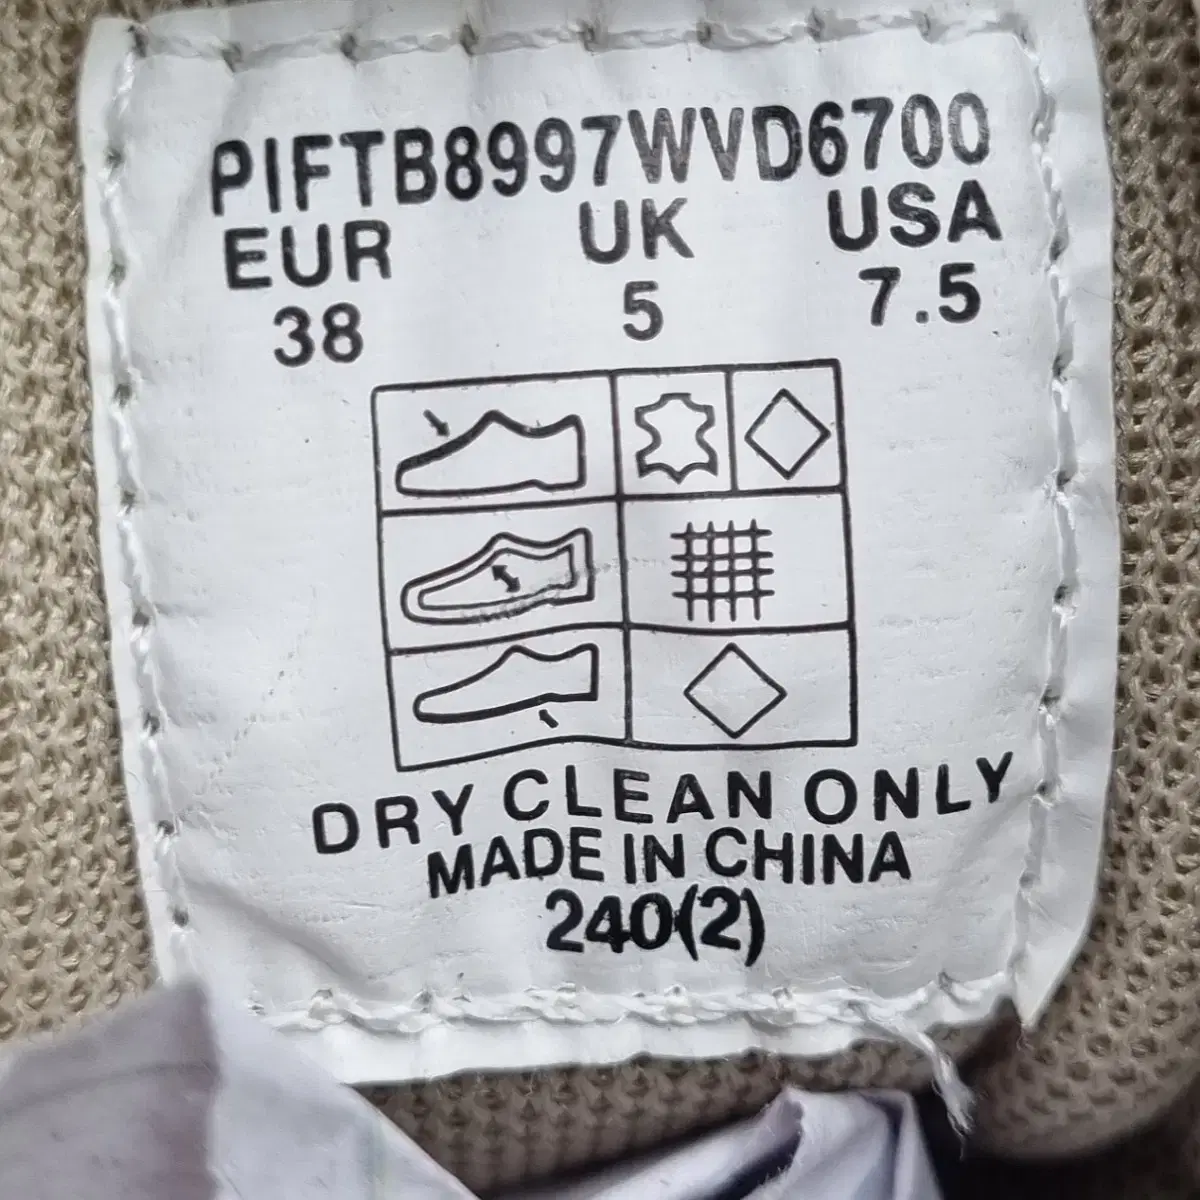 PIFTB8997WVD6700
EUR UK USA
38 5 7.5
DRY CLEAN ONLY
MADE IN CHINA
240(2)